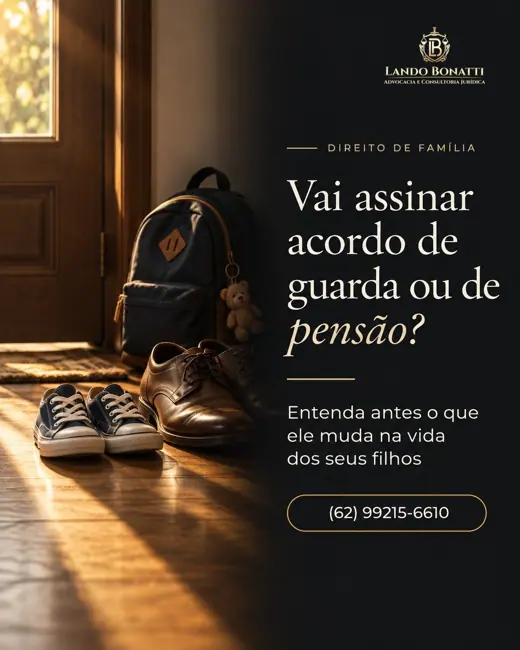 LANDO BONATTI
ADVOCACIA E CONSULTORIA JURÍDICA
DIREITO DE FAMÍLIA
Vai assinar
acordo de
guarda ou de
pensão?
Entenda antes o que
ele muda na vida
dos seus filhos
(62) 99215-6610